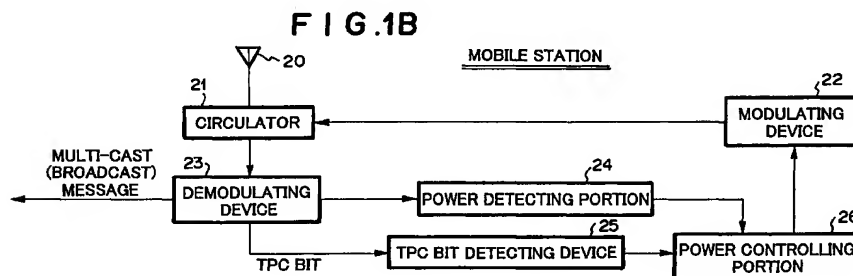 FIG.1B
20
MOBILE STATION
21
22
CIRCULATOR
MODULATING
DEVICE
MULTI-CAST
(BROADCAST)
MESSAGE
23
24
DEMODULATING
DEVICE
POWER DETECTING PORTION
25
26
TPC BIT
TPC BIT DETECTING DEVICE
POWER CONTROLLING
PORTION